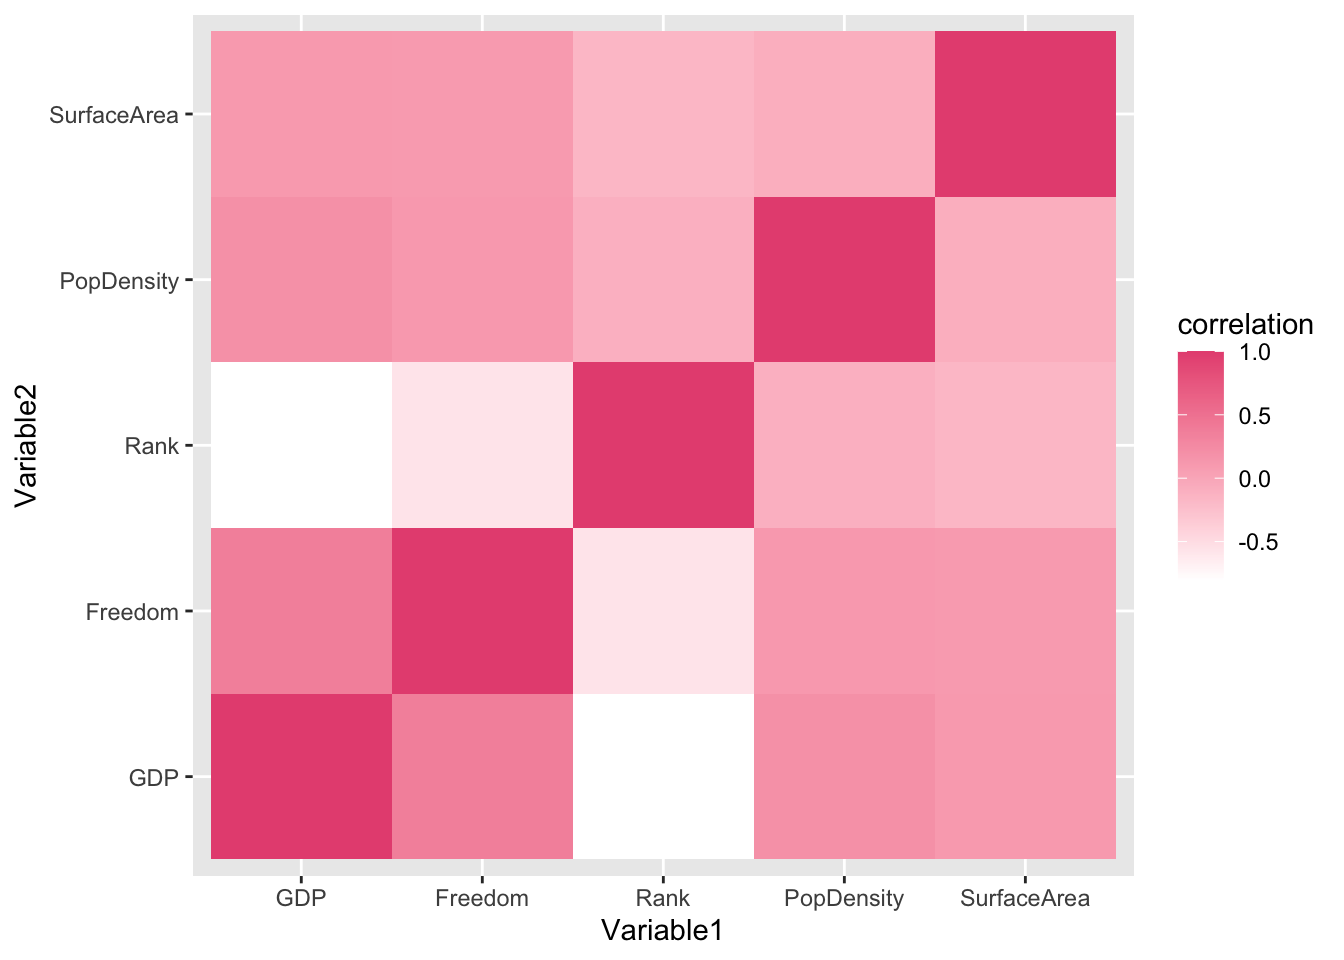 SurfaceArea
PopDensity
Rank
Freedom
GDP
Variable2
GDP Freedom Rank PopDensity SurfaceArea
Variable1
correlation
1.0
0.5
0.0
-0.5